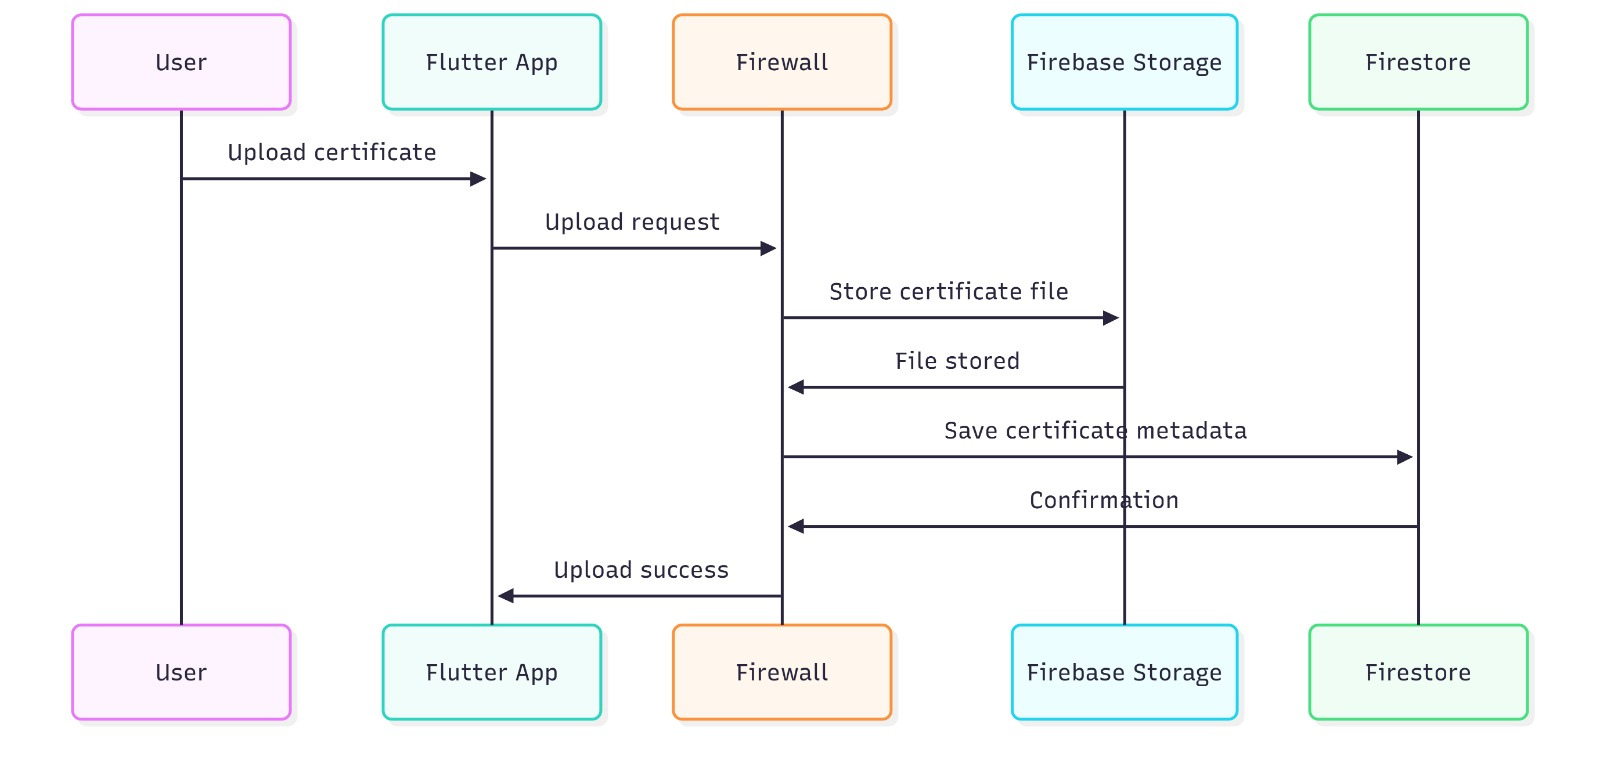 User
Flutter App
Firewall
Firebase Storage
Firestore
Upload certificate
Upload request
Store certificate file
File stored
Save certificate metadata
Confirmation
Upload success
User
Flutter App
Firewall
Firebase Storage
Firestore